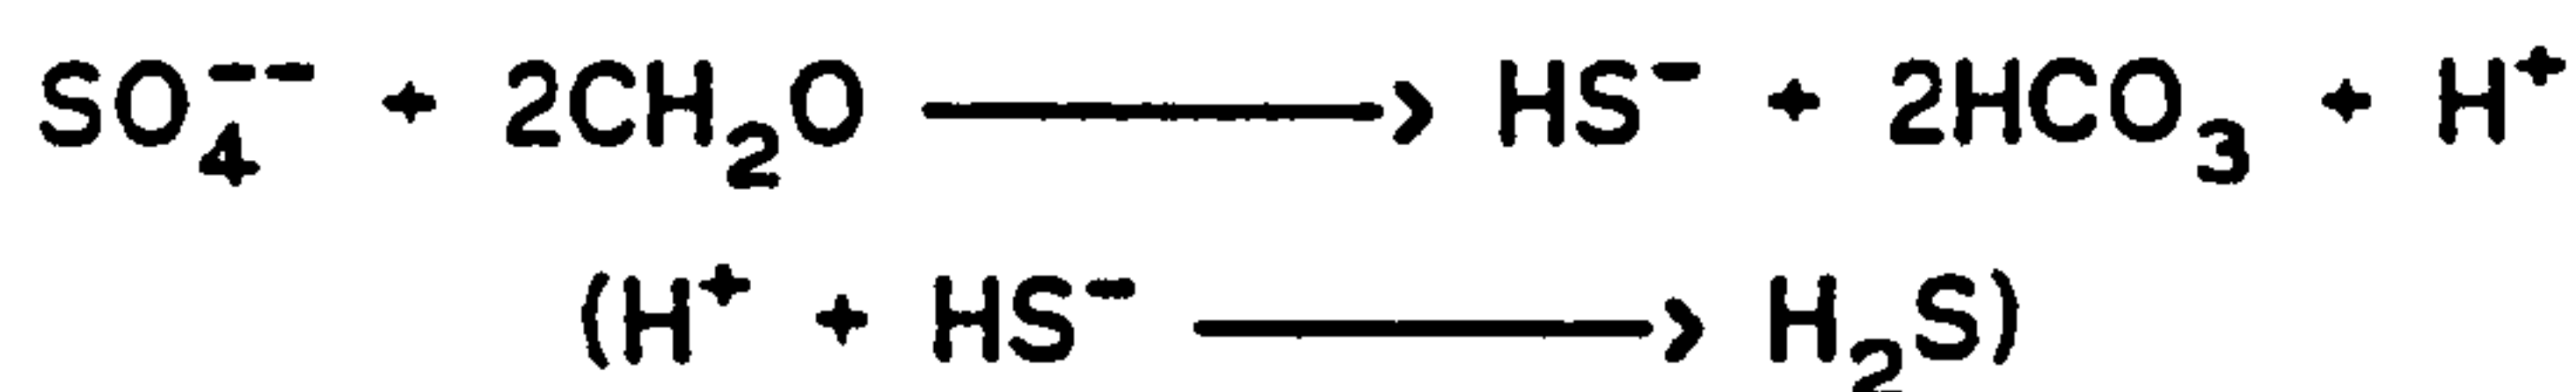 SO₄⁻⁻ + 2CH₂O ⟶ HS⁻ + 2HCO₃ + H⁺
(H⁺ + HS⁻ ⟶ H₂S)